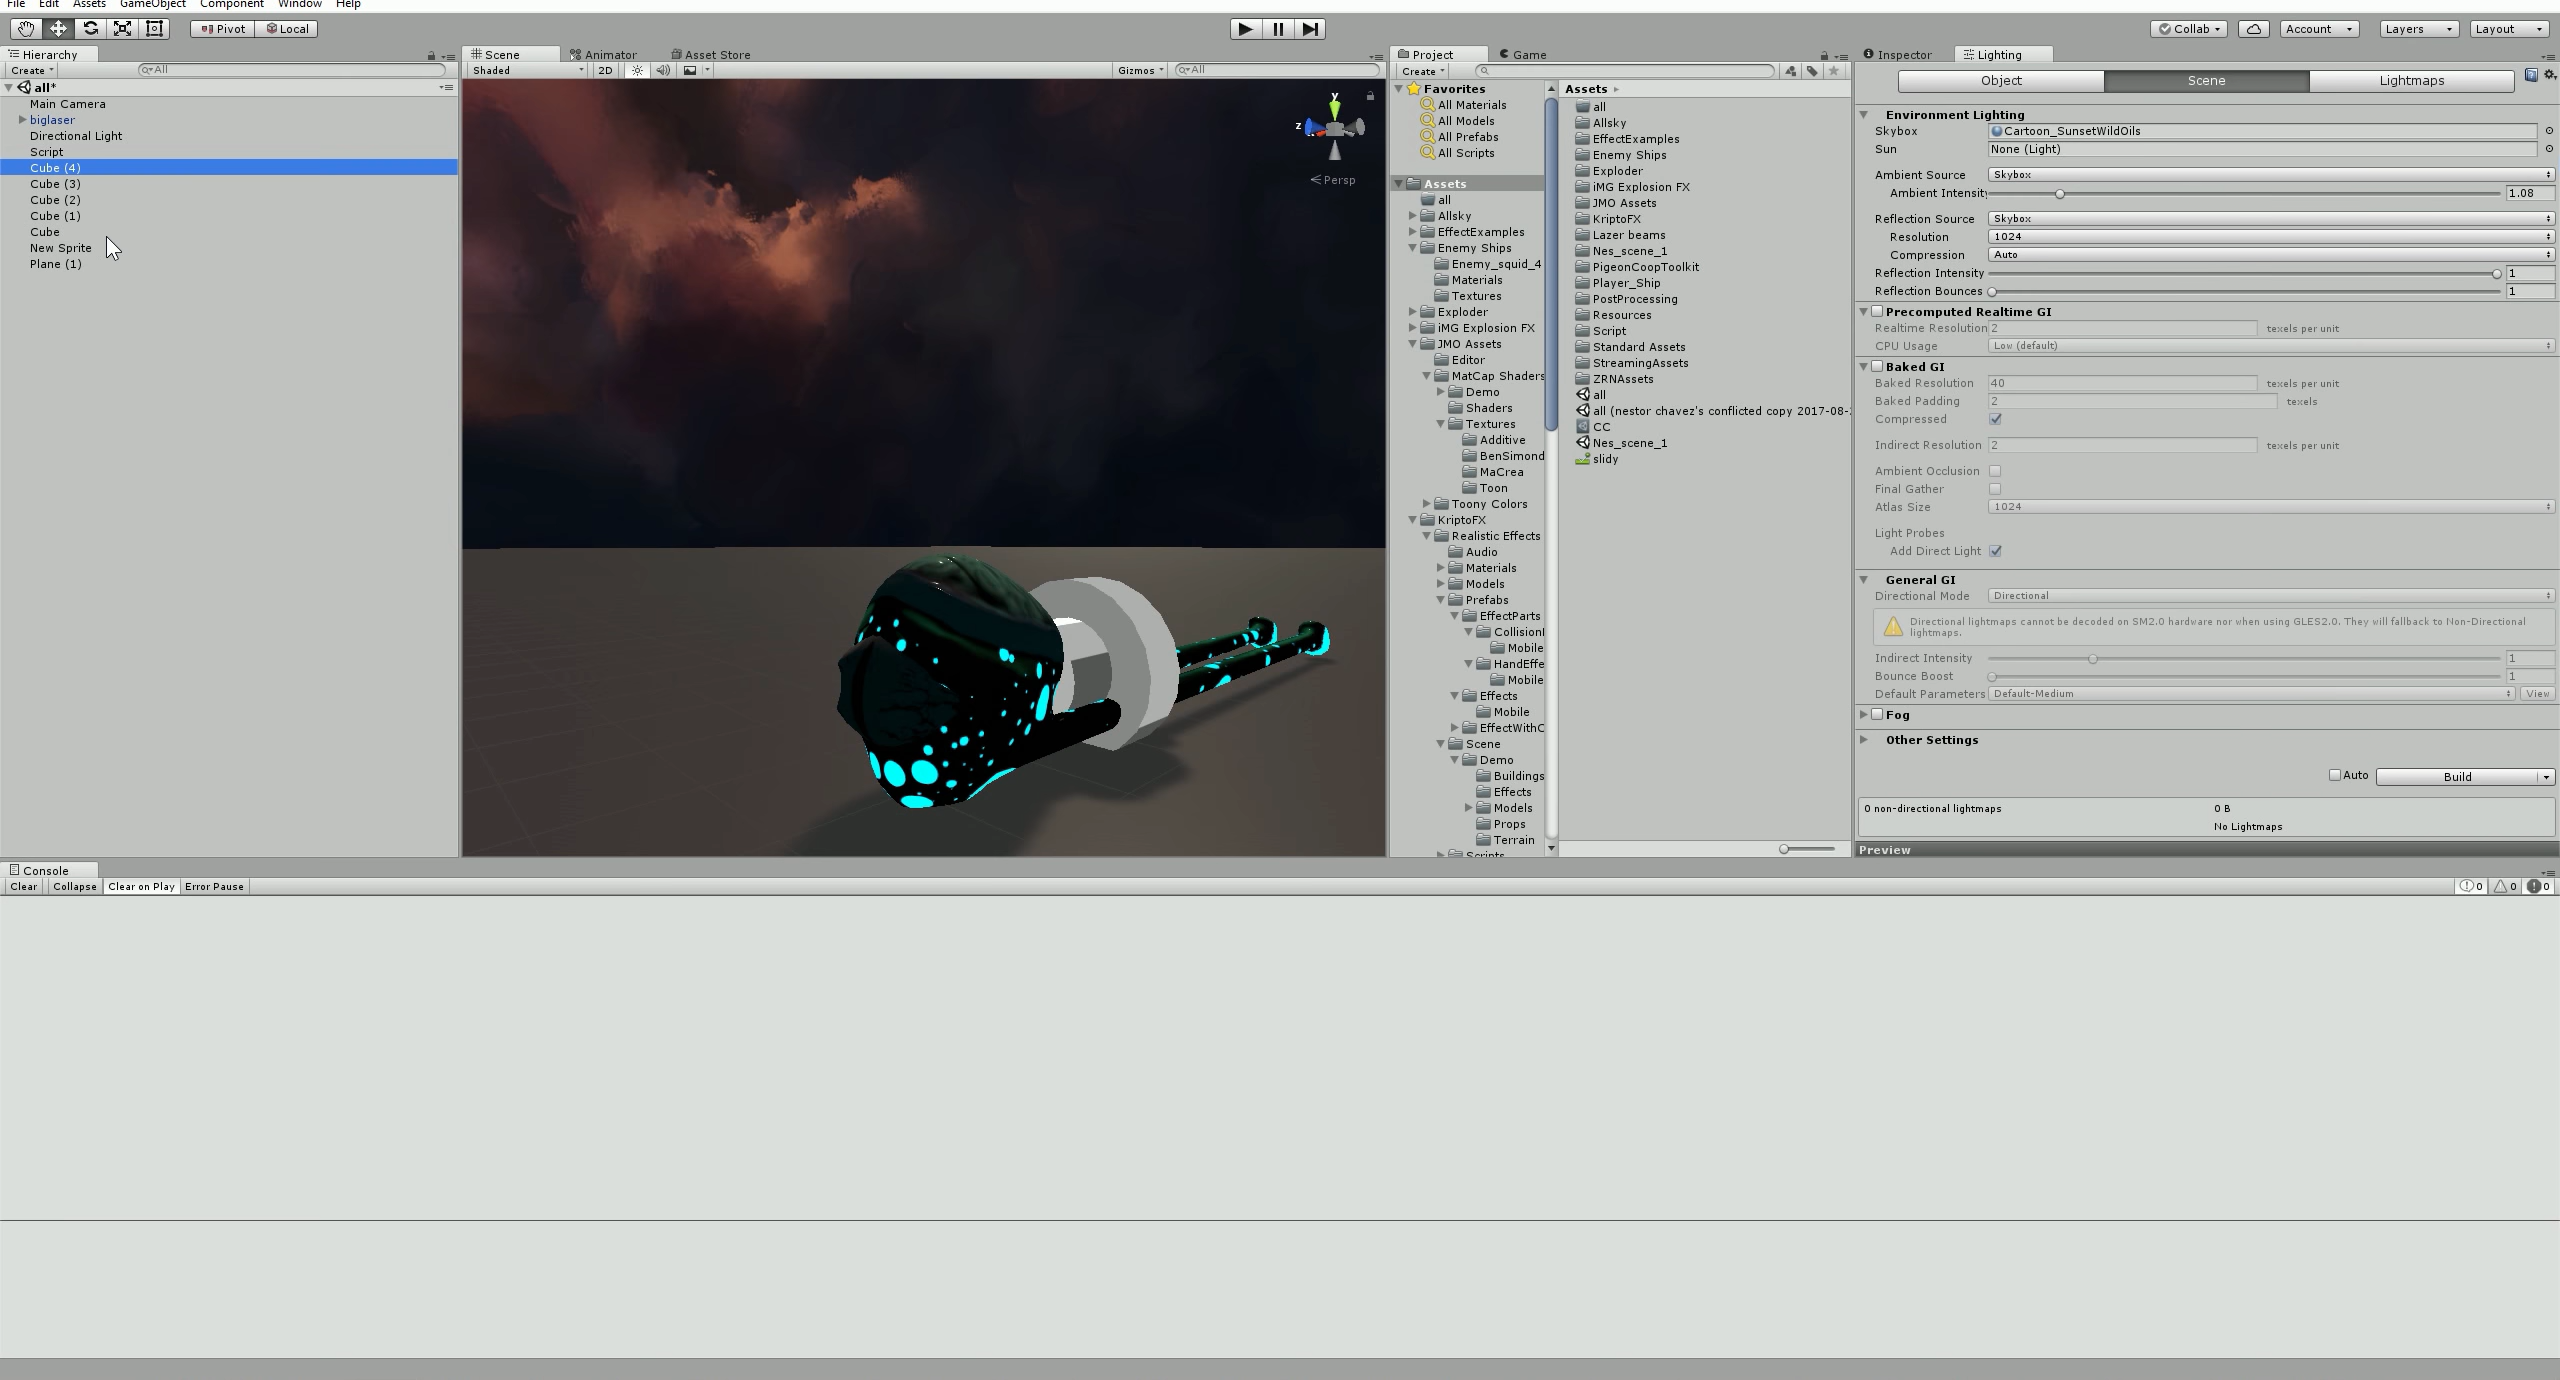 File Edit Assets GameObject Component Window Help
Pivot Local Collab Account Layers Layout
Hierarchy
Create All
all*
Main Camera
biglaser
Directional Light
Script
Cube (4)
Cube (3)
Cube (2)
Cube (1)
Cube
New Sprite
Plane (1)
Scene Animator Asset Store
Shaded 2D Gizmos All
y
z
Persp
Project Game
Create
Favorites
All Materials
All Models
All Prefabs
All Scripts
Assets
all
Allsky
EffectExamples
Enemy Ships
Enemy_squid_4
Materials
Textures
Exploder
iMG Explosion FX
JMO Assets
Editor
MatCap Shaders
Demo
Shaders
Textures
Additive
BenSimond
MaCrea
Toon
Toony Colors
KriptoFX
Realistic Effects
Audio
Materials
Models
Prefabs
EffectParts
Collision
Mobile
HandEffe
Mobile
Effects
Mobile
EffectWithC
Scene
Demo
Buildings
Effects
Models
Props
Terrain
Scripts
Assets
all
Allsky
EffectExamples
Enemy Ships
Exploder
iMG Explosion FX
JMO Assets
KriptoFX
Lazer beams
Nes_scene_1
PigeonCoopToolkit
Player_Ship
PostProcessing
Resources
Script
Standard Assets
StreamingAssets
ZRNAssets
all
all (nestor chavez's conflicted copy 2017-08-
CC
Nes_scene_1
slidy
Inspector Lighting
Object Scene Lightmaps
Environment Lighting
Skybox Cartoon_SunsetWildOils
Sun None (Light)
Ambient Source Skybox
Ambient Intensity 1.08
Reflection Source Skybox
Resolution 1024
Compression Auto
Reflection Intensity 1
Reflection Bounces 1
Precomputed Realtime GI
Realtime Resolution 2 texels per unit
CPU Usage Low (default)
Baked GI
Baked Resolution 40 texels per unit
Baked Padding 2 texels
Compressed
Indirect Resolution 2 texels per unit
Ambient Occlusion
Final Gather
Atlas Size 1024
Light Probes
Add Direct Light
General GI
Directional Mode Directional
Directional lightmaps cannot be decoded on SM2.0 hardware nor when using GLES2.0. They will fallback to Non-Directional
lightmaps.
Indirect Intensity 1
Bounce Boost 1
Default Parameters Default-Medium View
Fog
Other Settings
Auto Build
0 non-directional lightmaps 0 B
No Lightmaps
Preview
Console
Clear Collapse Clear on Play Error Pause 0 0 0